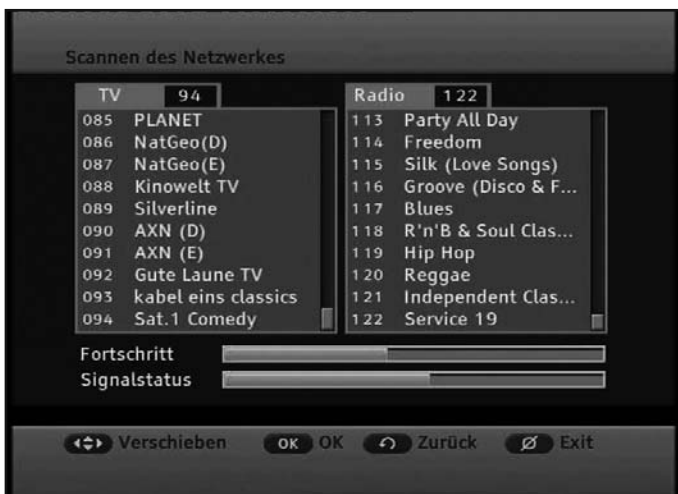 Scannen des Netzwerkes
TV 94
085 PLANET
086 NatGeo(D)
087 NatGeo(E)
088 Kinowelt TV
089 Silverline
090 AXN (D)
091 AXN (E)
092 Gute Laune TV
093 kabel eins classics
094 Sat.1 Comedy
Radio 122
113 Party All Day
114 Freedom
115 Silk (Love Songs)
116 Groove (Disco & F...
117 Blues
118 R'n'B & Soul Clas...
119 Hip Hop
120 Reggae
121 Independent Clas...
122 Service 19
Fortschritt
Signalstatus
Verschieben OK OK Zurück Exit